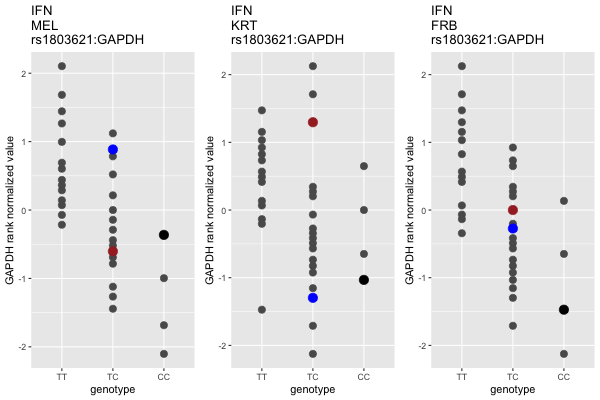 IFN
MEL
rs1803621:GAPDH
GAPDH rank normalized value
2
1
0
-1
-2
TT
TC
CC
genotype
IFN
KRT
rs1803621:GAPDH
GAPDH rank normalized value
2
1
0
-1
-2
TT
TC
CC
genotype
IFN
FRB
rs1803621:GAPDH
GAPDH rank normalized value
2
1
0
-1
-2
TT
TC
CC
genotype